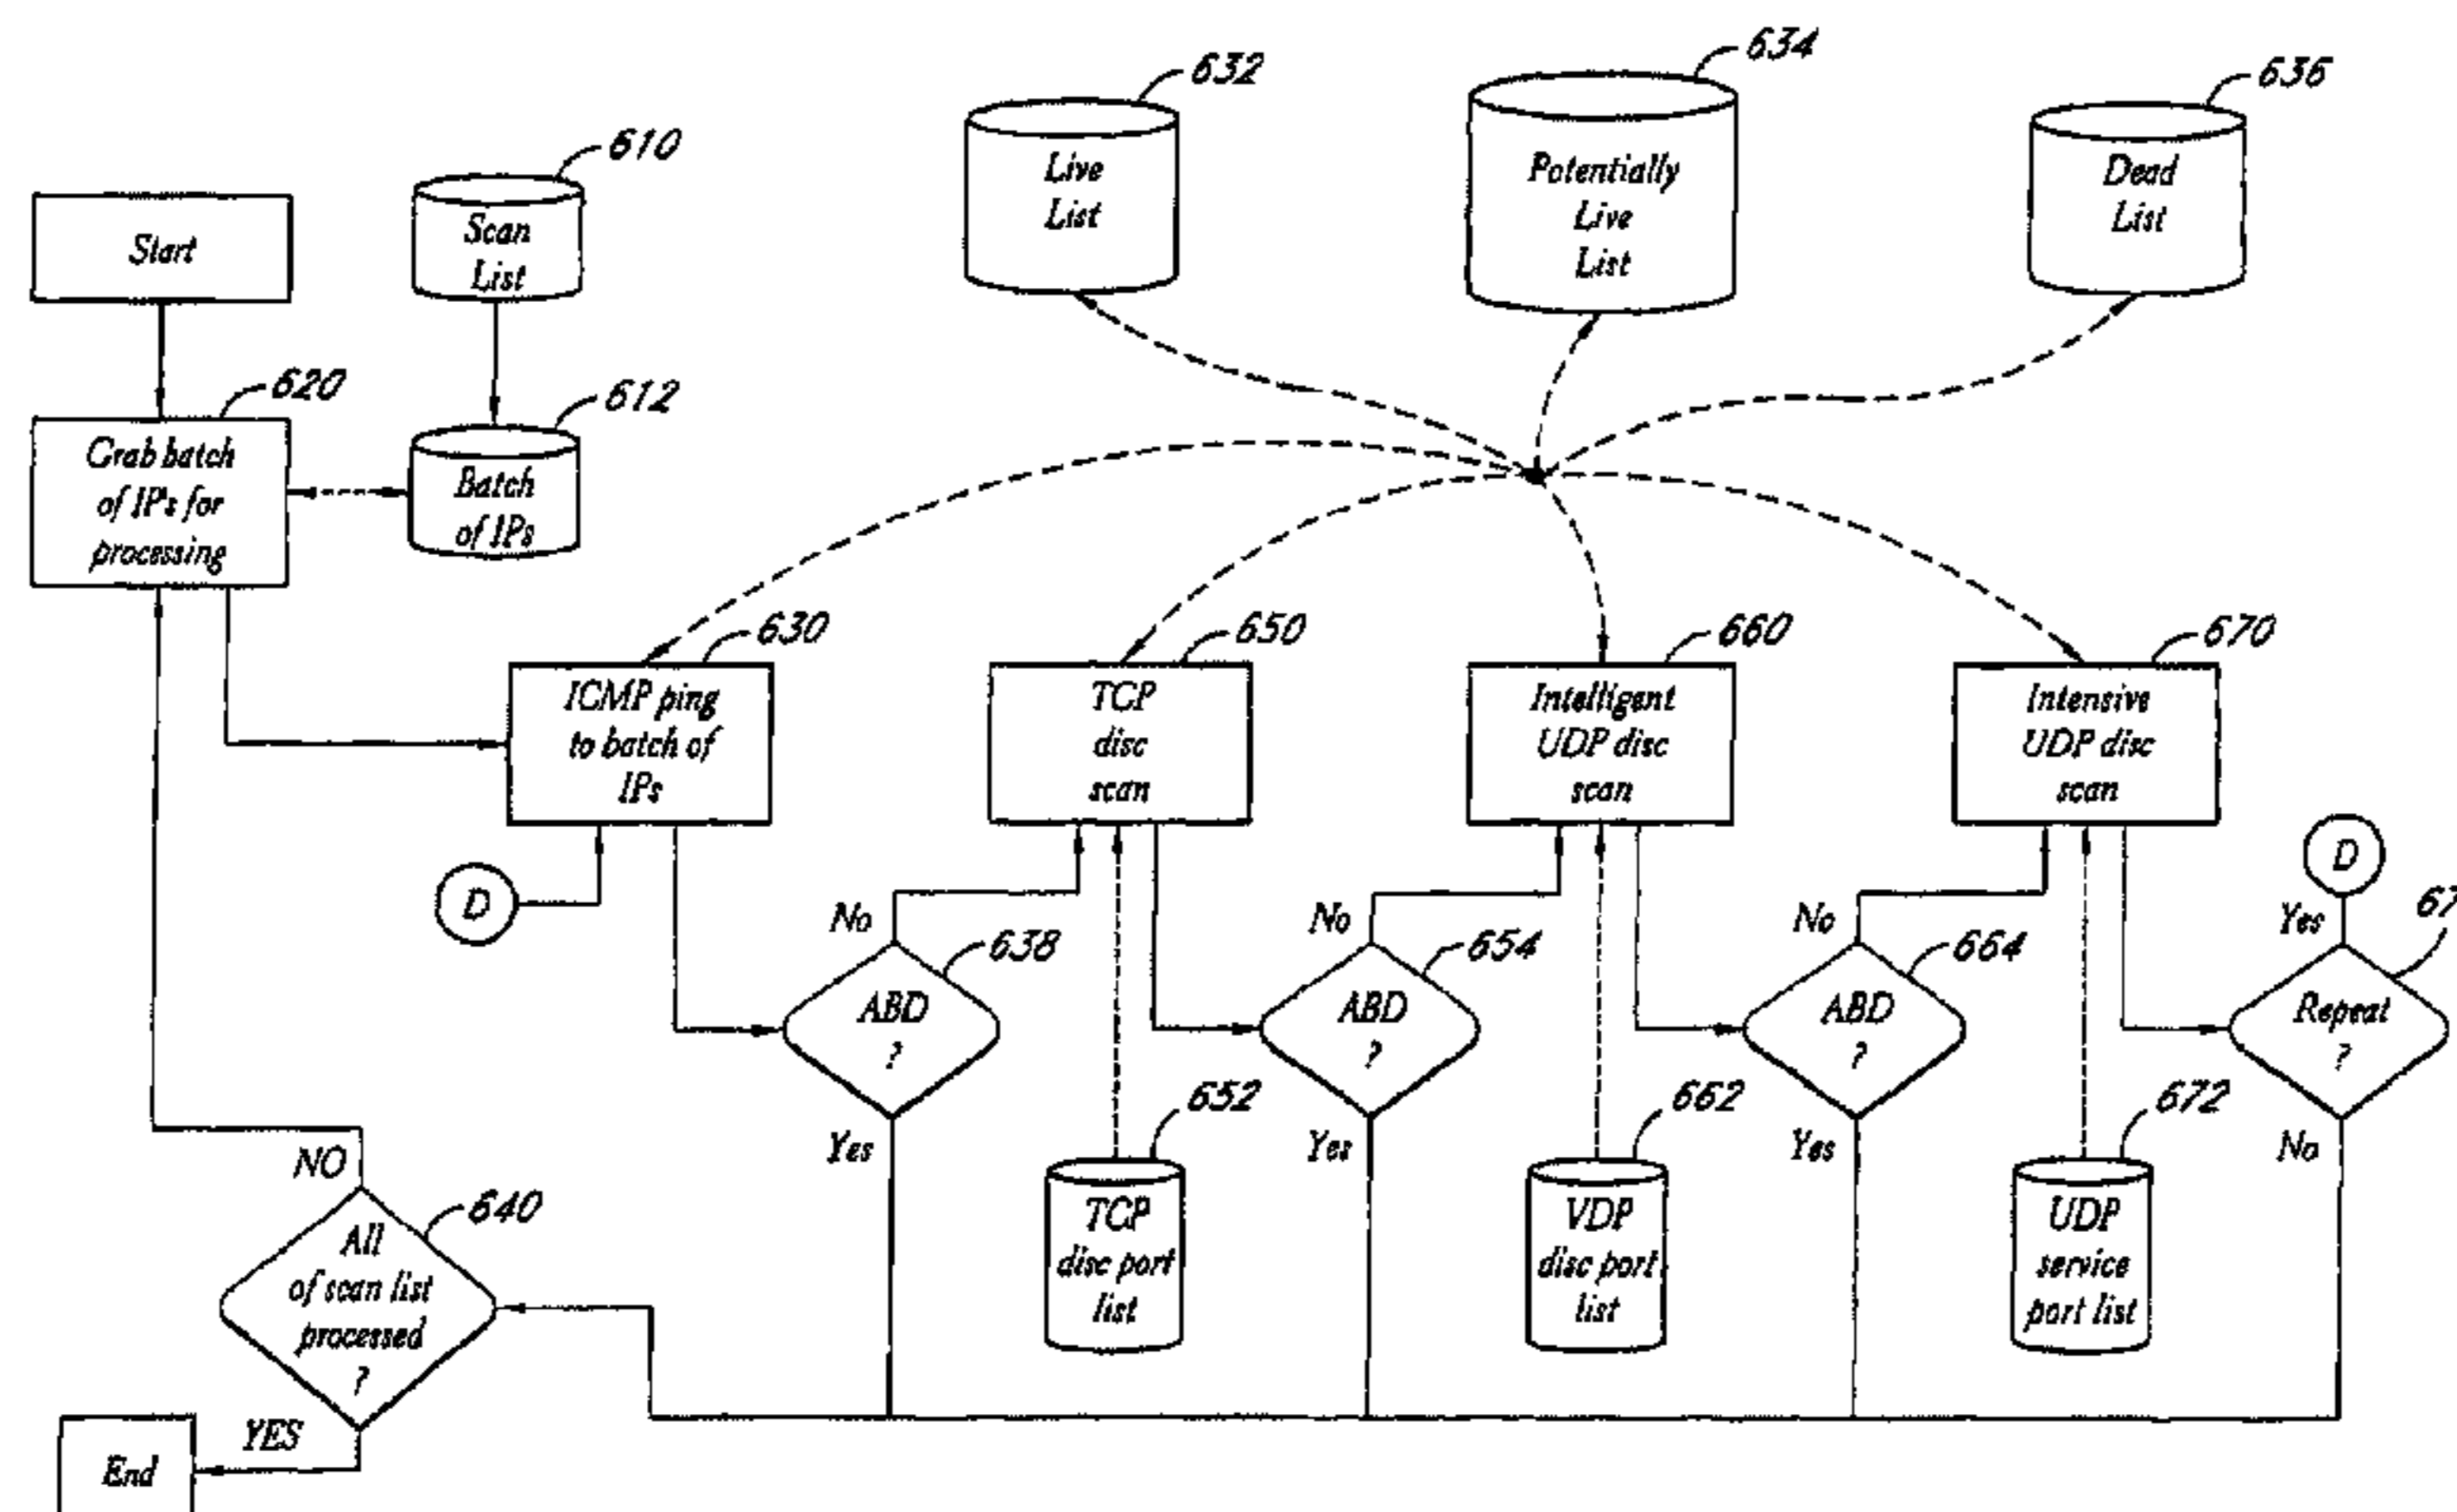 632
634
636
610
Live
List
Potentially
Live
List
Dead
List
Start
Scan
List
620
612
Grab batch
of IP's for
processing
Batch
of IPs
630
650
660
670
ICMP ping
to batch of
IPs
TCP
disc
scan
Intelligent
UDP disc
scan
Intensive
UDP disc
scan
D
D
No
638
No
654
No
664
Yes
67
ABD
?
ABD
?
ABD
?
Repeat
?
652
662
672
Yes
Yes
Yes
No
NO
640
All
of scan list
processed
?
TCP
disc port
list
VDP
disc port
list
UDP
service
port list
YES
End